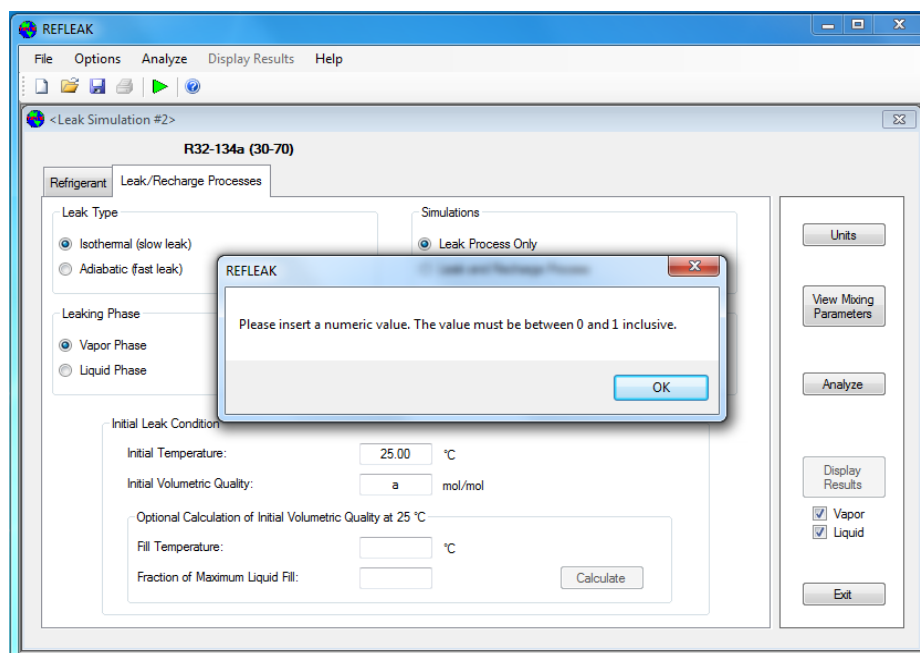 REFLEAK
File Options Analyze Display Results Help
<Leak Simulation #2>
R32-134a (30-70)
Refrigerant Leak/Recharge Processes
Leak Type
Isothermal (slow leak)
Adiabatic (fast leak)
Simulations
Leak Process Only
Leak and Recharge Process
REFLEAK
Please insert a numeric value. The value must be between 0 and 1 inclusive.
OK
Leaking Phase
Vapor Phase
Liquid Phase
Initial Leak Condition
Initial Temperature: 25.00 °C
Initial Volumetric Quality: a mol/mol
Optional Calculation of Initial Volumetric Quality at 25 °C
Fill Temperature: °C
Fraction of Maximum Liquid Fill: Calculate
Units
View Mixing
Parameters
Analyze
Display
Results
Vapor
Liquid
Exit